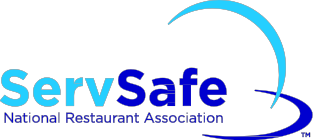 ServSafe
National Restaurant Association
TM